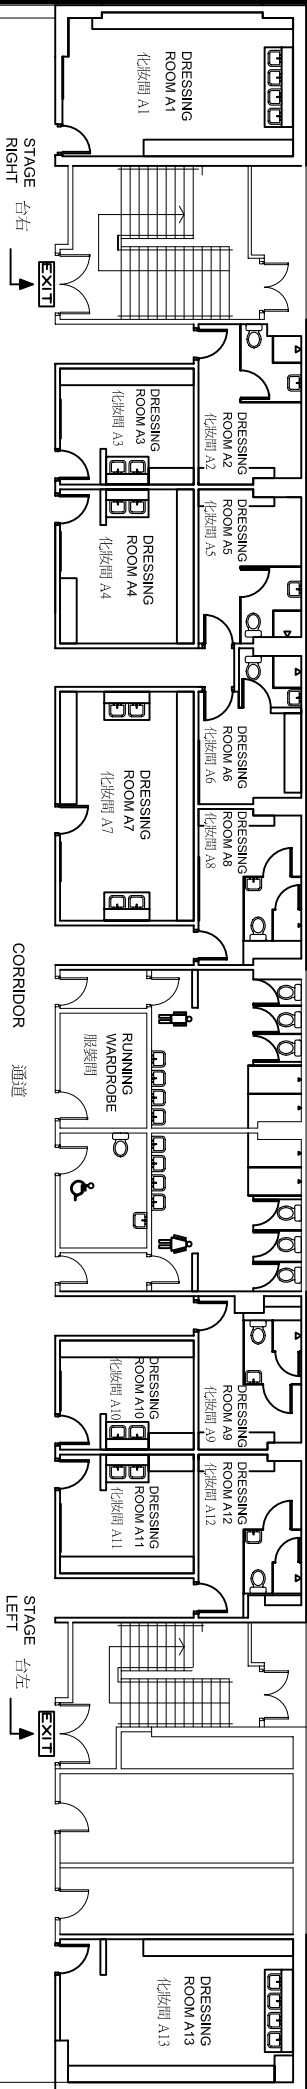 DRESSING
ROOM A1
化妝間 A1
STAGE
RIGHT
台右
EXIT
DRESSING
ROOM A2
化妝間 A2
DRESSING
ROOM A3
化妝間 A3
DRESSING
ROOM A5
化妝間 A5
DRESSING
ROOM A4
化妝間 A4
DRESSING
ROOM A6
化妝間 A6
DRESSING
ROOM A7
化妝間 A7
DRESSING
ROOM A8
化妝間 A8
CORRIDOR 通道
RUNNING
WARDROBE
服裝間
DRESSING
ROOM A9
化妝間 A9
DRESSING
ROOM A10
化妝間 A10
DRESSING
ROOM A12
化妝間 A12
DRESSING
ROOM A11
化妝間 A11
STAGE
LEFT
台左
EXIT
DRESSING
ROOM A13
化妝間 A13